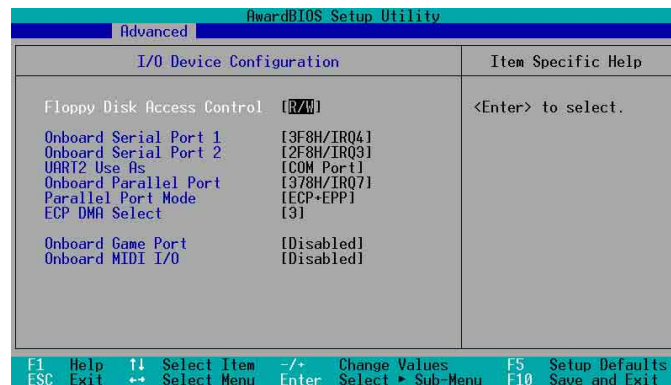 AwardBIOS Setup Utility
Advanced
I/O Device Configuration
Item Specific Help
Floppy Disk Access Control [R/W]
<Enter> to select.
Onboard Serial Port 1 [3F8H/IRQ4]
Onboard Serial Port 2 [2F8H/IRQ3]
UART2 Use As [COM Port]
Onboard Parallel Port [378H/IRQ7]
Parallel Port Mode [ECP+EPP]
ECP DMA Select [3]
Onboard Game Port [Disabled]
Onboard MIDI I/O [Disabled]
F1 Help ↑↓ Select Item -/+ Change Values F5 Setup Defaults
ESC Exit ←→ Select Menu Enter Select ► Sub-Menu F10 Save and Exits